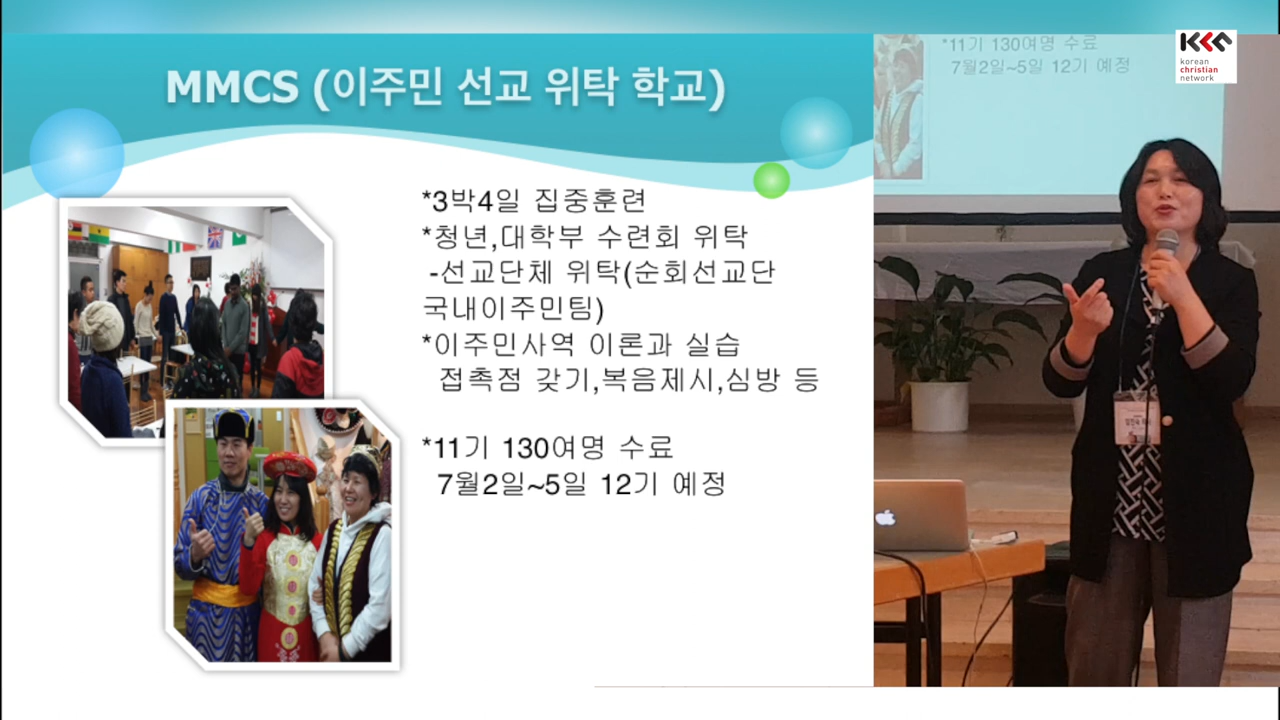 MMCS (이주민 선교 위탁 학교)
*3박4일 집중훈련
*청년,대학부 수련회 위탁
-선교단체 위탁(순회선교단
국내이주민팀)
*이주민사역 이론과 실습
접촉점 갖기,복음제시,심방 등
*11기 130여명 수료
7월2일~5일 12기 예정
*11기 130여명 수료
7월2일~5일 12기 예정
kcn
korean
christian
network